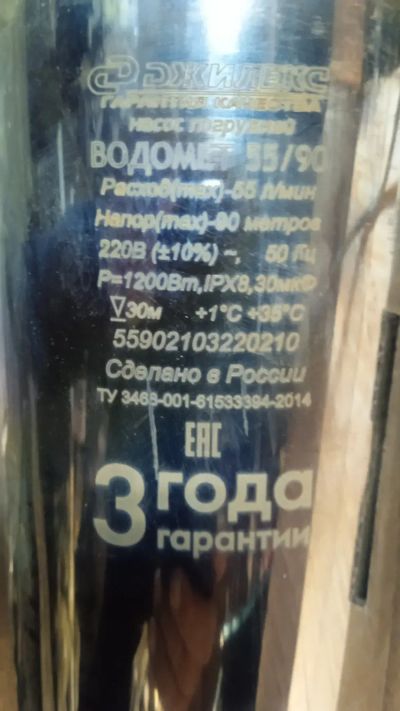 ДЖИЛЕКС
ГАРАНТИЯ КАЧЕСТВА
насос погружной
ВОДОМЕТ 55/90
Расход(max)-55 л/мин
Напор(max)-90 метров
220В (±10%) ~, 50 Гц
P=1200Вт,IPX8,30мкФ
30м +1°C +35°C
55902103220210
Сделано в России
ТУ 3468-001-61533394-2014
EAC
3 года
гарантии